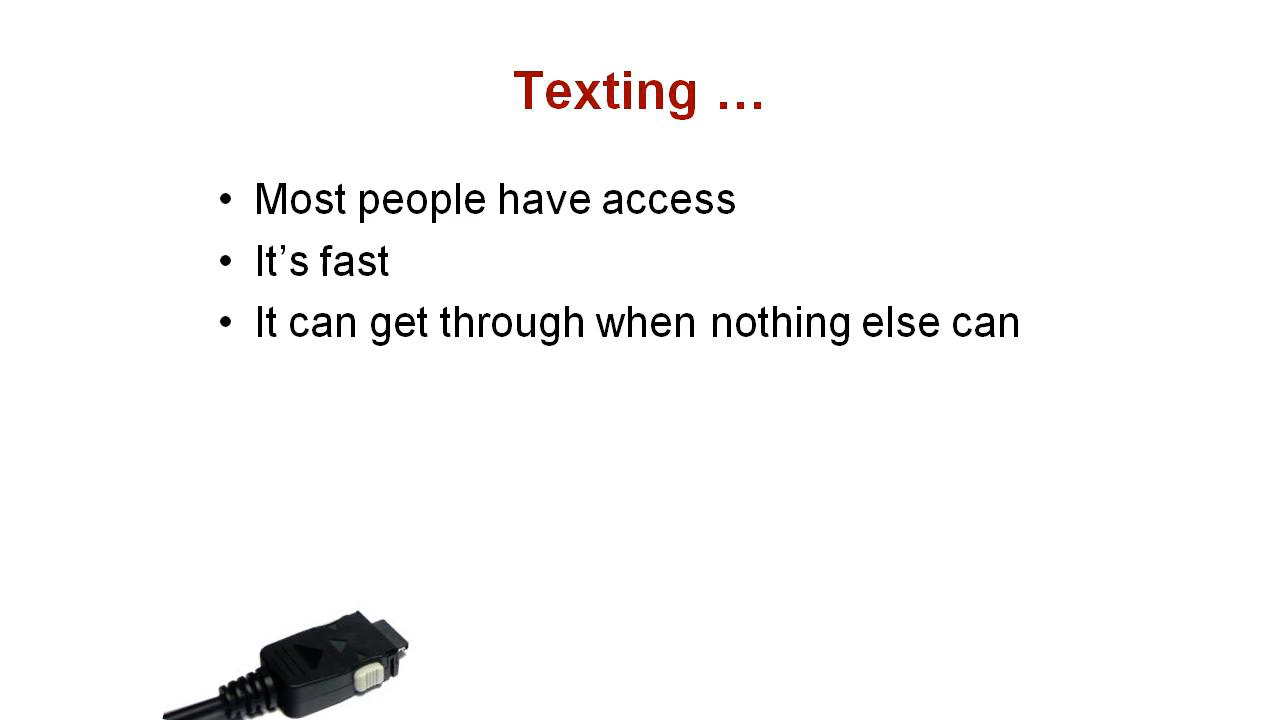 Texting …
• Most people have access
• It’s fast
• It can get through when nothing else can